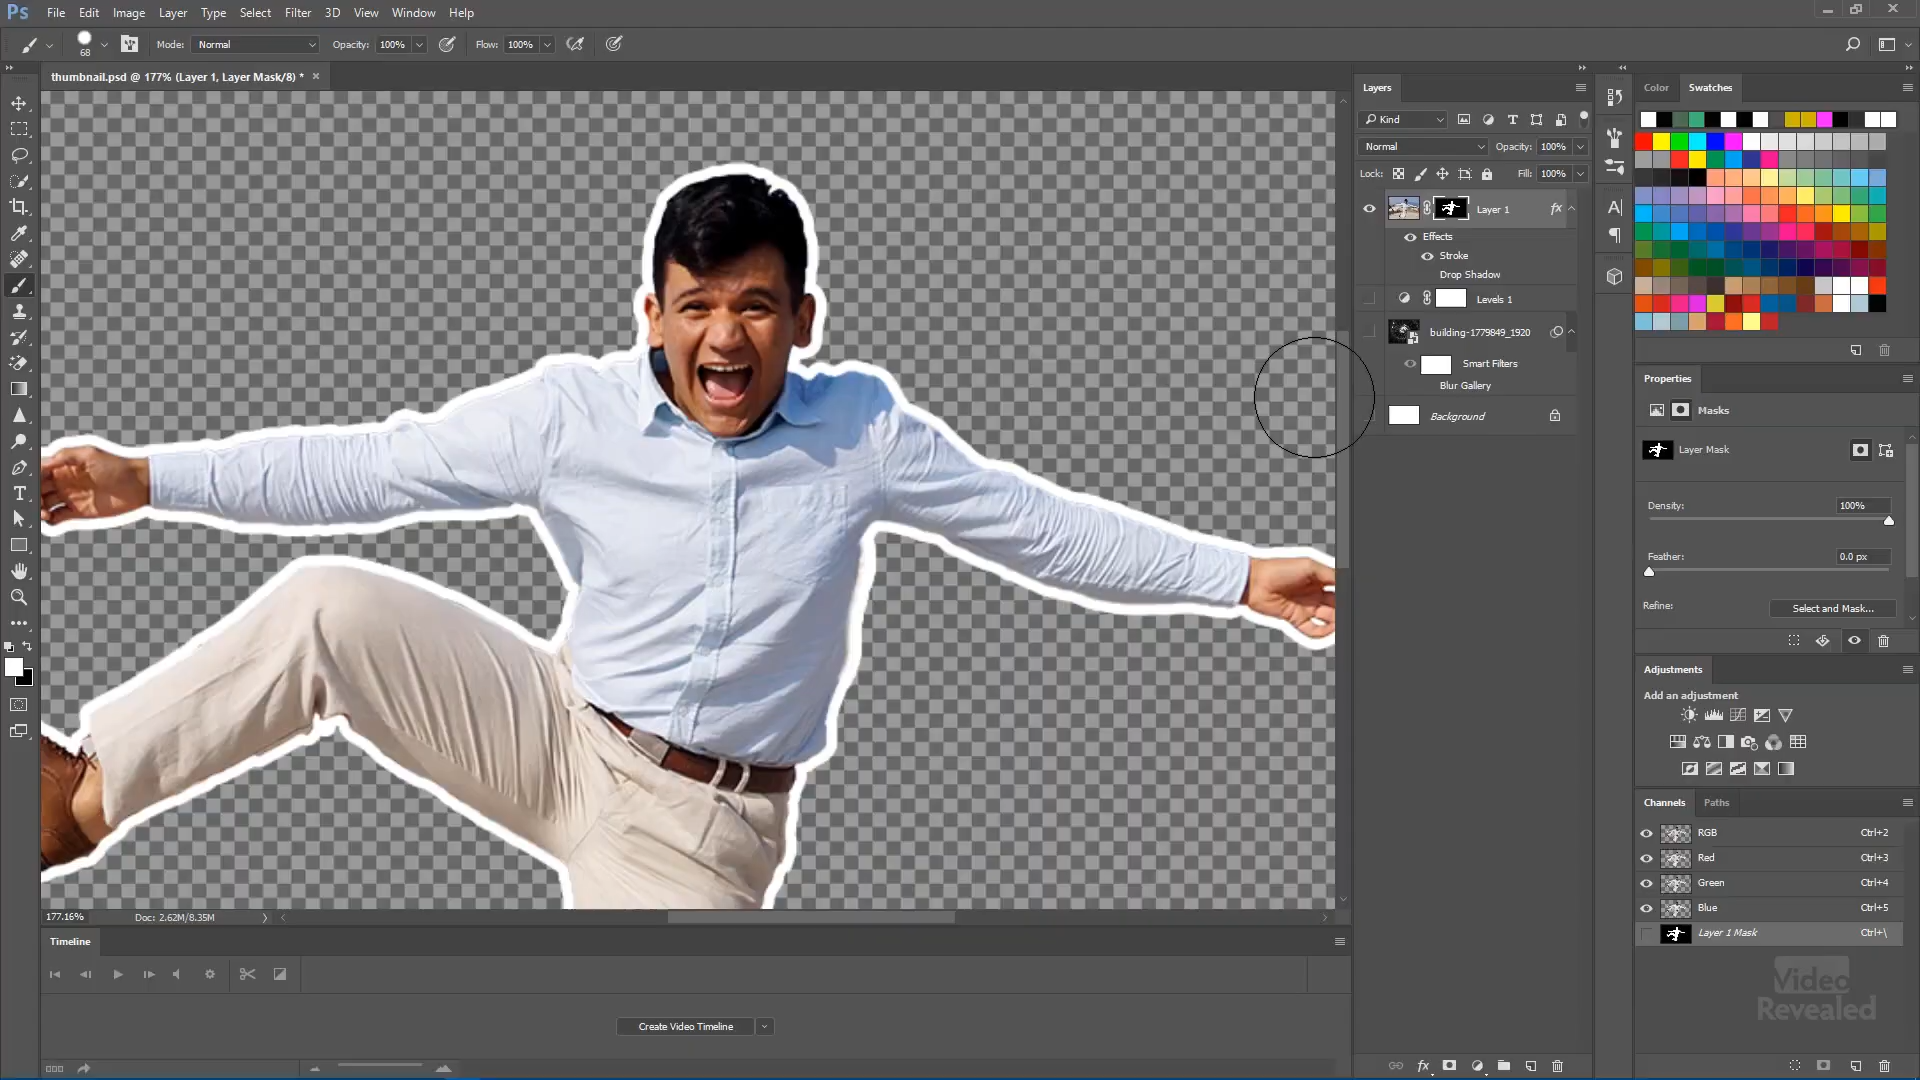 Ps File Edit Image Layer Type Select Filter 3D View Window Help
68 Mode: Normal Opacity: 100% Flow: 100%
thumbnail.psd @ 177% (Layer 1, Layer Mask/8) * ×
Layers
Kind
Normal Opacity: 100%
Lock: Fill: 100%
Layer 1 fx
Effects
Stroke
Drop Shadow
Levels 1
building-1779849_1920
Smart Filters
Blur Gallery
Background
Color Swatches
Properties
Masks
Layer Mask
Density: 100%
Feather: 0.0 px
Refine: Select and Mask...
Adjustments
Add an adjustment
Channels Paths
RGB Ctrl+2
Red Ctrl+3
Green Ctrl+4
Blue Ctrl+5
Layer 1 Mask Ctrl+\
177.16% Doc: 2.62M/8.35M
Timeline
Create Video Timeline
fx
Video
Revealed